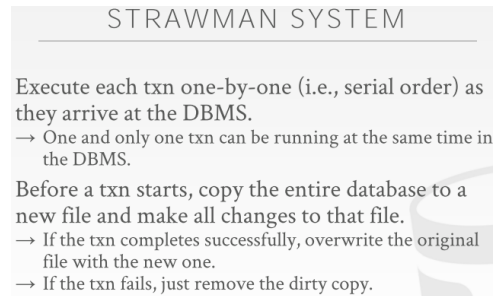 STRAWMAN SYSTEM
Execute each txn one-by-one (i.e., serial order) as
they arrive at the DBMS.
→ One and only one txn can be running at the same time in
the DBMS.
Before a txn starts, copy the entire database to a
new file and make all changes to that file.
→ If the txn completes successfully, overwrite the original
file with the new one.
→ If the txn fails, just remove the dirty copy.